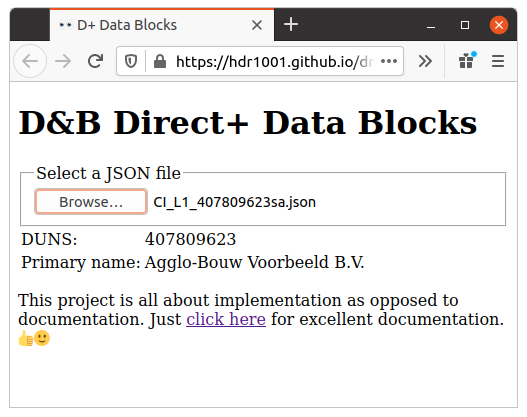 D+ Data Blocks
https://hdr1001.github.io/dr
D&B Direct+ Data Blocks
Select a JSON file
Browse... CI_L1_407809623sa.json
DUNS: 407809623
Primary name: Agglo-Bouw Voorbeeld B.V.
This project is all about implementation as opposed to
documentation. Just click here for excellent documentation.
👍🙂